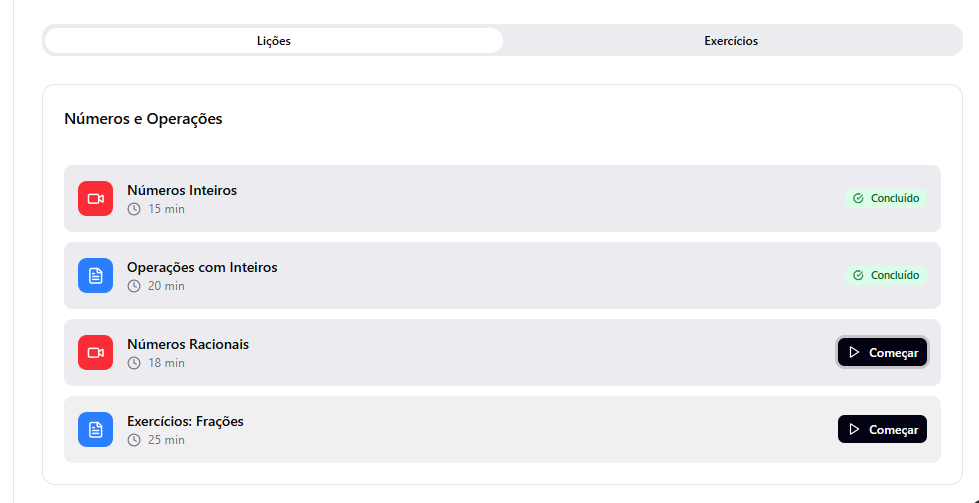 Lições
Exercícios
Números e Operações
Números Inteiros
15 min
Concluído
Operações com Inteiros
20 min
Concluído
Números Racionais
18 min
Começar
Exercícios: Frações
25 min
Começar